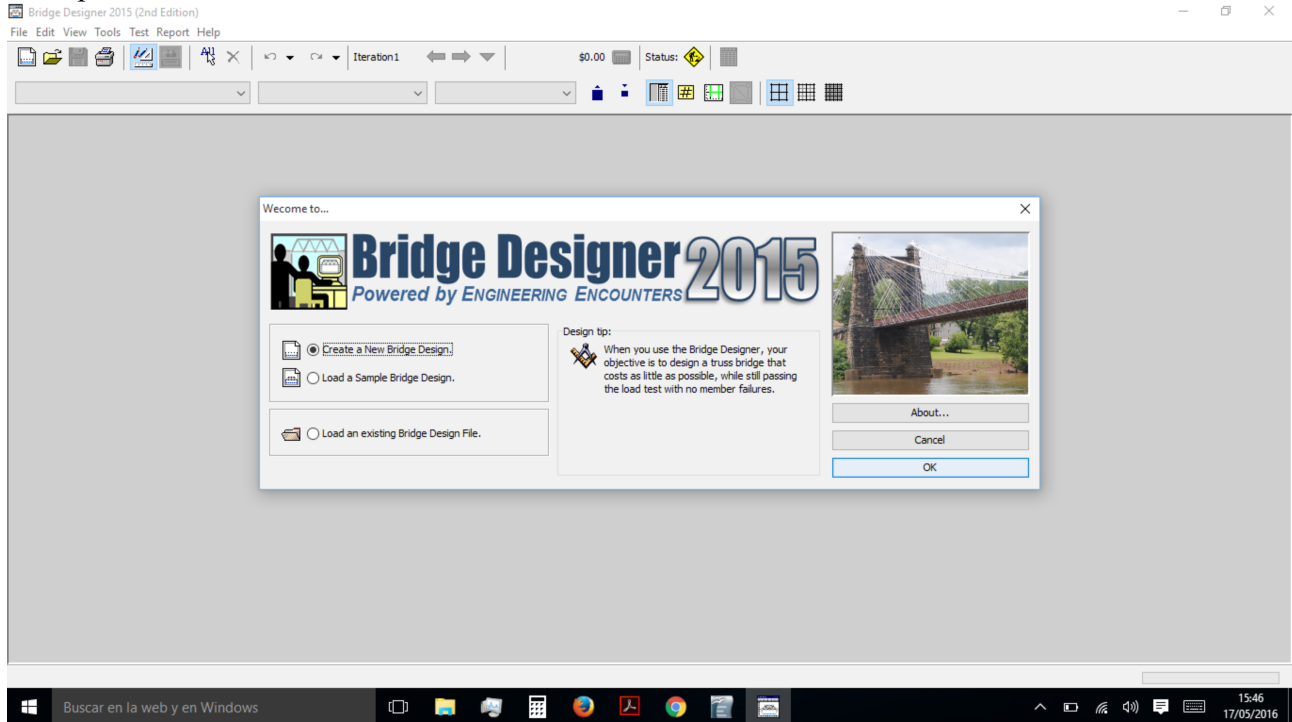 Bridge Designer 2015 (2nd Edition)
File Edit View Tools Test Report Help
Iteration1 $0.00 Status:
Wecome to...
Bridge Designer 2015
Powered by ENGINEERING ENCOUNTERS
Create a New Bridge Design.
Load a Sample Bridge Design.
Load an existing Bridge Design File.
Design tip:
When you use the Bridge Designer, your
objective is to design a truss bridge that
costs as little as possible, while still passing
the load test with no member failures.
About...
Cancel
OK
Buscar en la web y en Windows
15:46
17/05/2016